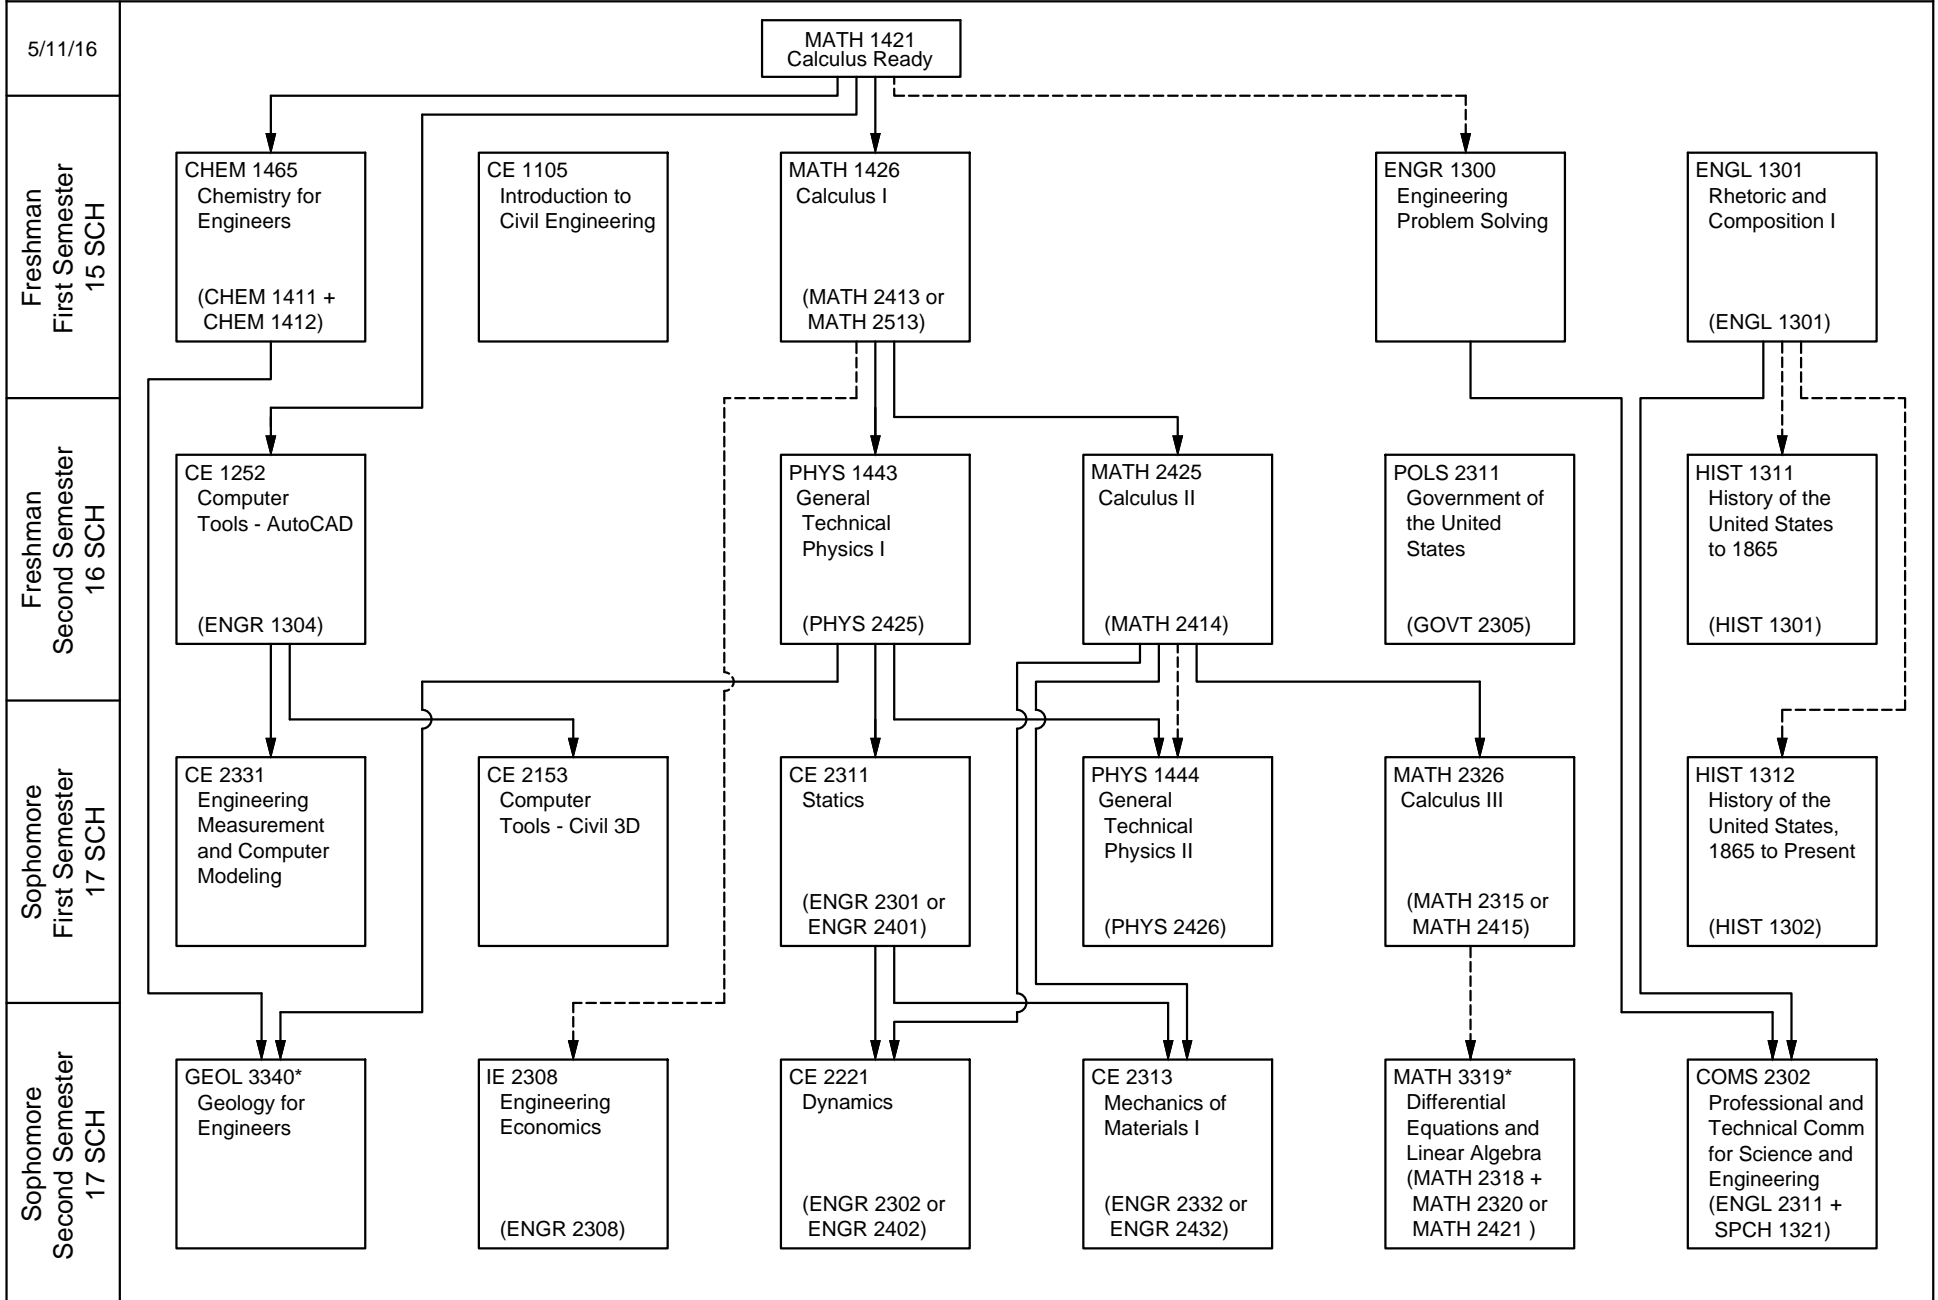 5/11/16
MATH 1421
Calculus Ready
Freshman
First Semester
15 SCH
CHEM 1465
Chemistry for
Engineers
(CHEM 1411 +
CHEM 1412)
CE 1105
Introduction to
Civil Engineering
MATH 1426
Calculus I
(MATH 2413 or
MATH 2513)
ENGR 1300
Engineering
Problem Solving
ENGL 1301
Rhetoric and
Composition I
(ENGL 1301)
Freshman
Second Semester
16 SCH
CE 1252
Computer
Tools - AutoCAD
(ENGR 1304)
PHYS 1443
General
Technical
Physics I
(PHYS 2425)
MATH 2425
Calculus II
(MATH 2414)
POLS 2311
Government of
the United
States
(GOVT 2305)
HIST 1311
History of the
United States
to 1865
(HIST 1301)
Sophomore
First Semester
17 SCH
CE 2331
Engineering
Measurement
and Computer
Modeling
CE 2153
Computer
Tools - Civil 3D
CE 2311
Statics
(ENGR 2301 or
ENGR 2401)
PHYS 1444
General
Technical
Physics II
(PHYS 2426)
MATH 2326
Calculus III
(MATH 2315 or
MATH 2415)
HIST 1312
History of the
United States,
1865 to Present
(HIST 1302)
Sophomore
Second Semester
17 SCH
GEOL 3340*
Geology for
Engineers
IE 2308
Engineering
Economics
(ENGR 2308)
CE 2221
Dynamics
(ENGR 2302 or
ENGR 2402)
CE 2313
Mechanics of
Materials I
(ENGR 2332 or
ENGR 2432)
MATH 3319*
Differential
Equations and
Linear Algebra
(MATH 2318 +
MATH 2320 or
MATH 2421 )
COMS 2302
Professional and
Technical Comm
for Science and
Engineering
(ENGL 2311 +
SPCH 1321)